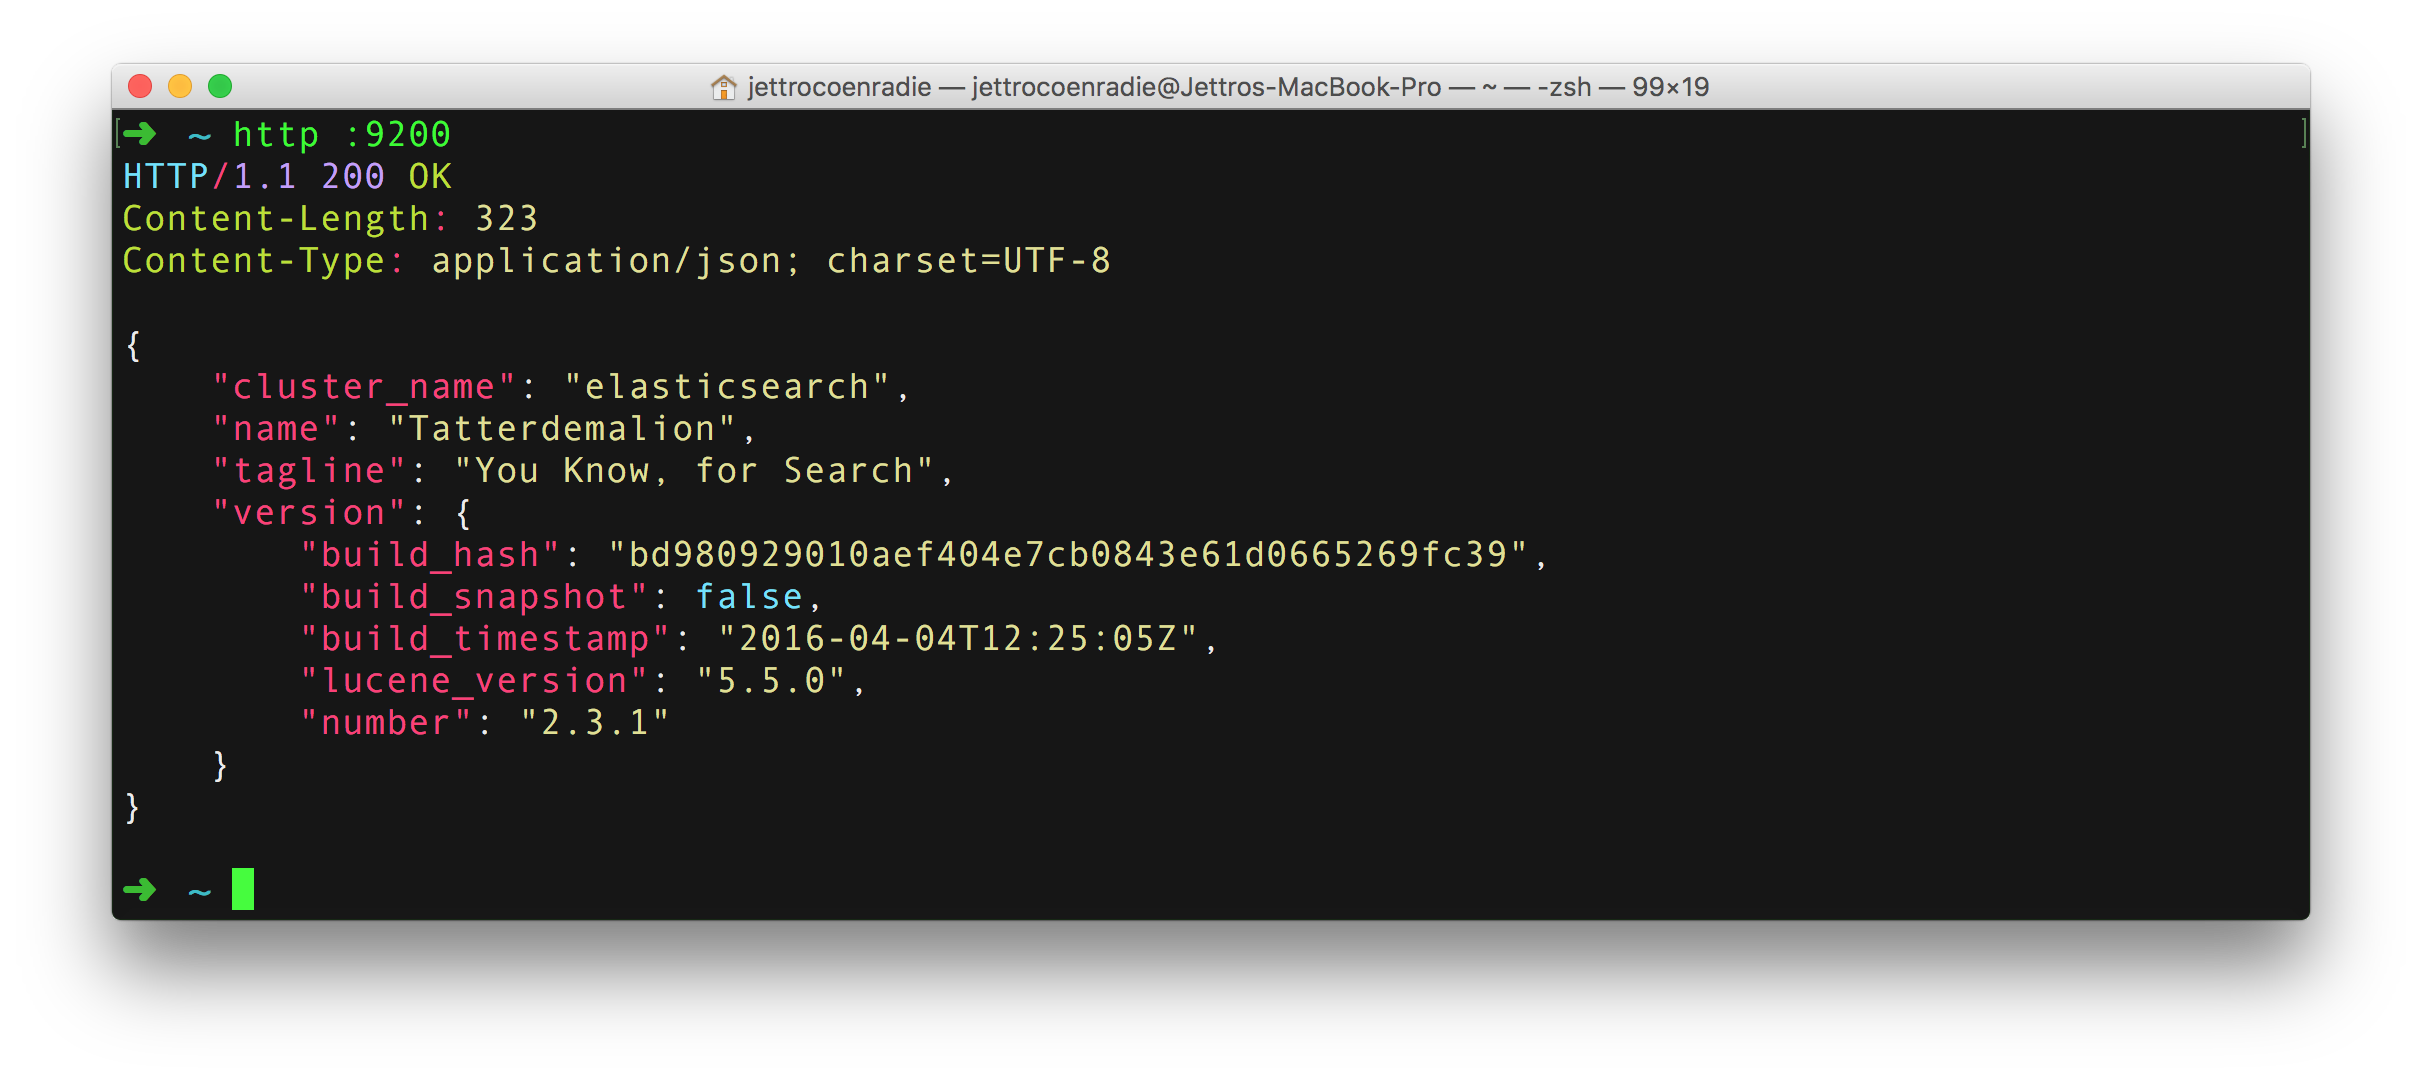 jettrocoenradie — jettrocoenradie@Jettros-MacBook-Pro — ~ — -zsh — 99×19
[➜  ~ http :9200 ]
HTTP/1.1 200 OK
Content-Length: 323
Content-Type: application/json; charset=UTF-8

{
    "cluster_name": "elasticsearch",
    "name": "Tatterdemalion",
    "tagline": "You Know, for Search",
    "version": {
        "build_hash": "bd980929010aef404e7cb0843e61d0665269fc39",
        "build_snapshot": false,
        "build_timestamp": "2016-04-04T12:25:05Z",
        "lucene_version": "5.5.0",
        "number": "2.3.1"
    }
}

➜  ~